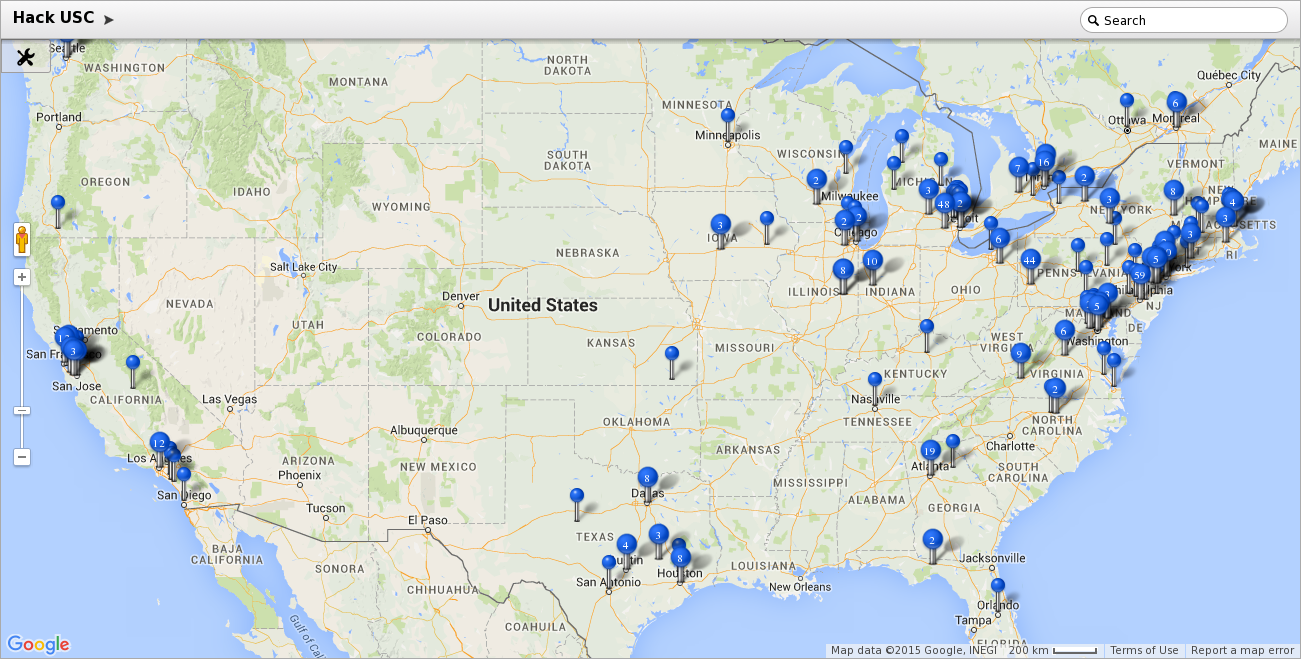 Hack USC ▸
Search
Seattle
WASHINGTON
MONTANA
NORTH
DAKOTA
MINNESOTA
Québec City
Portland
Minneapolis
Ottawa
Montreal
MAINE
OREGON
IDAHO
SOUTH
DAKOTA
WISCONSIN
VERMONT
WYOMING
2
Milwaukee
MICHIGAN
3
48
2
7
16
2
3
8
4
3
6
NEW YORK
IOWA
3
2
2
Chicago
6
44
RI
NEBRASKA
Salt Lake City
8
10
ILLINOIS
INDIANA
OHIO
PENNSYLVANIA
59
5
3
NJ
NEVADA
Denver
United States
UTAH
COLORADO
KANSAS
MISSOURI
WEST
VIRGINIA
5
DE
6
Washington
9
VIRGINIA
3
San Jose
CALIFORNIA
Las Vegas
KENTUCKY
Nashville
TENNESSEE
2
NORTH
CAROLINA
Charlotte
12
Los Angeles
San Diego
Albuquerque
OKLAHOMA
ARKANSAS
ARIZONA
Phoenix
NEW MEXICO
19
Atlanta
SOUTH
CAROLINA
MISSISSIPPI
ALABAMA
GEORGIA
8
Dallas
Tucson
El Paso
TEXAS
3
4
Austin
8
Houston
San Antonio
LOUISIANA
New Orleans
2
Jacksonville
Orlando
Tampa
FLORIDA
BAJA
CALIFORNIA
SONORA
CHIHUAHUA
COAHUILA
Gulf of
Google
Map data ©2015 Google, INEGI
200 km
Terms of Use
Report a map error